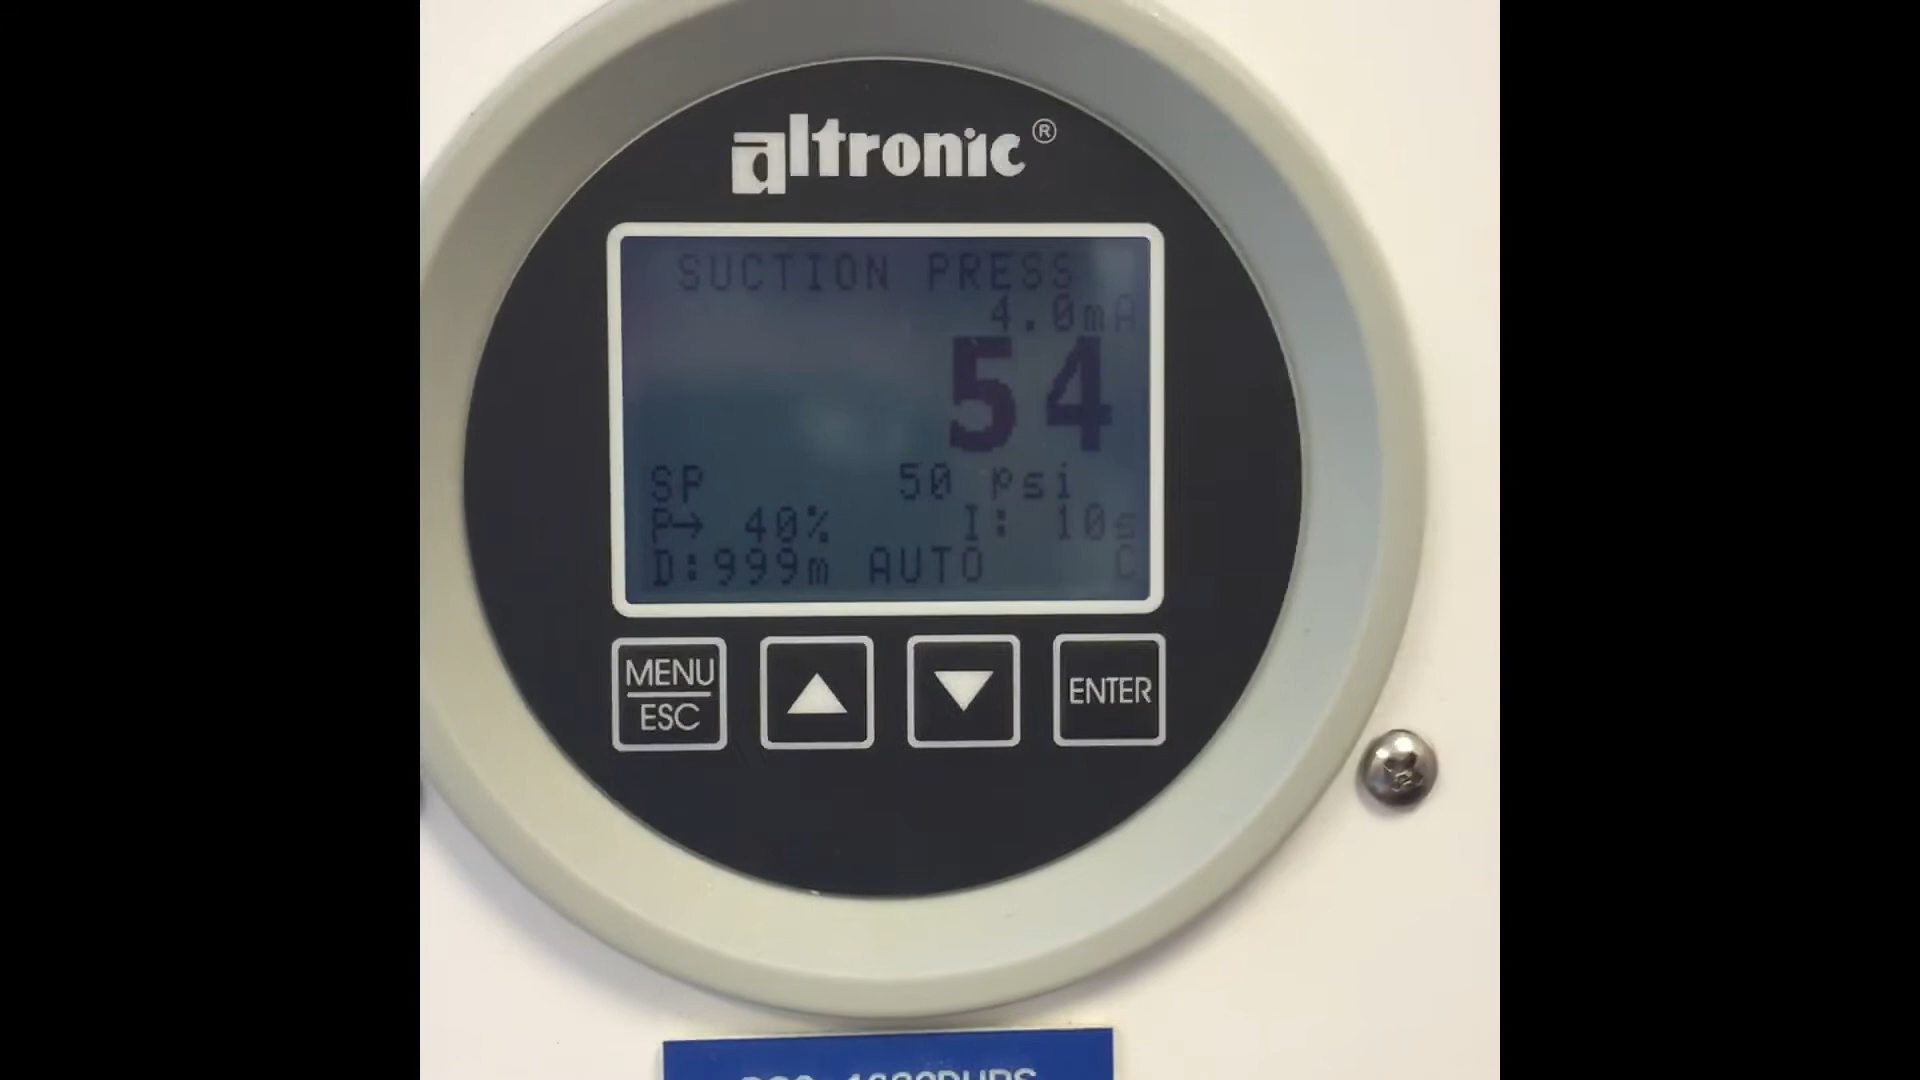 altronic®
SUCTION PRESS
4.0mA
54
SP 50 psi
P→ 40% I: 10s
D:999m AUTO C
MENU
ESC
ENTER